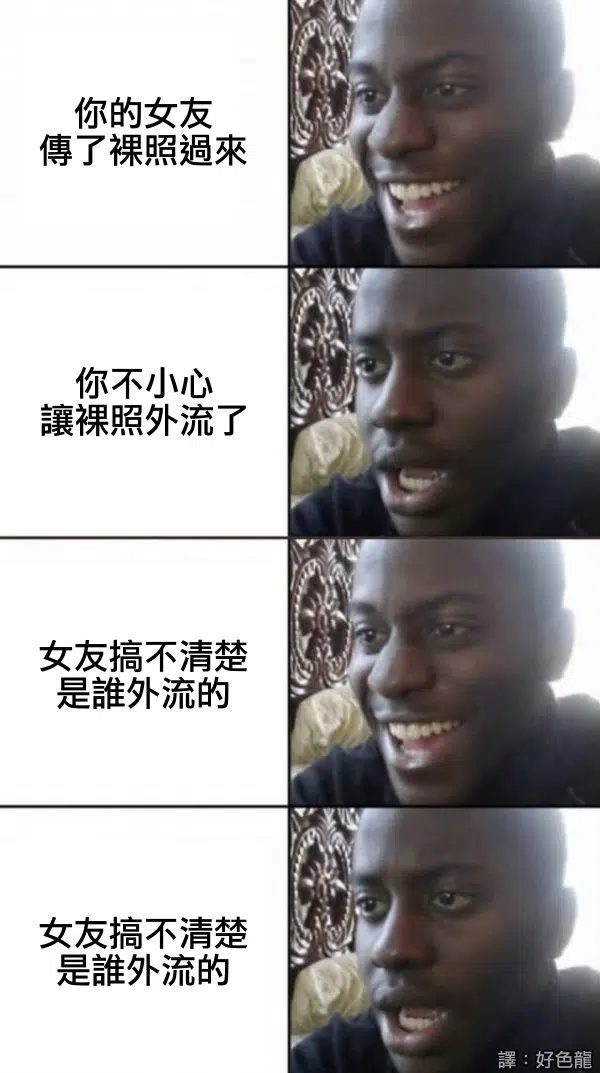 你的女友
傳了裸照過來
你不小心
讓裸照外流了
女友搞不清楚
是誰外流的
女友搞不清楚
是誰外流的
譯：好色龍